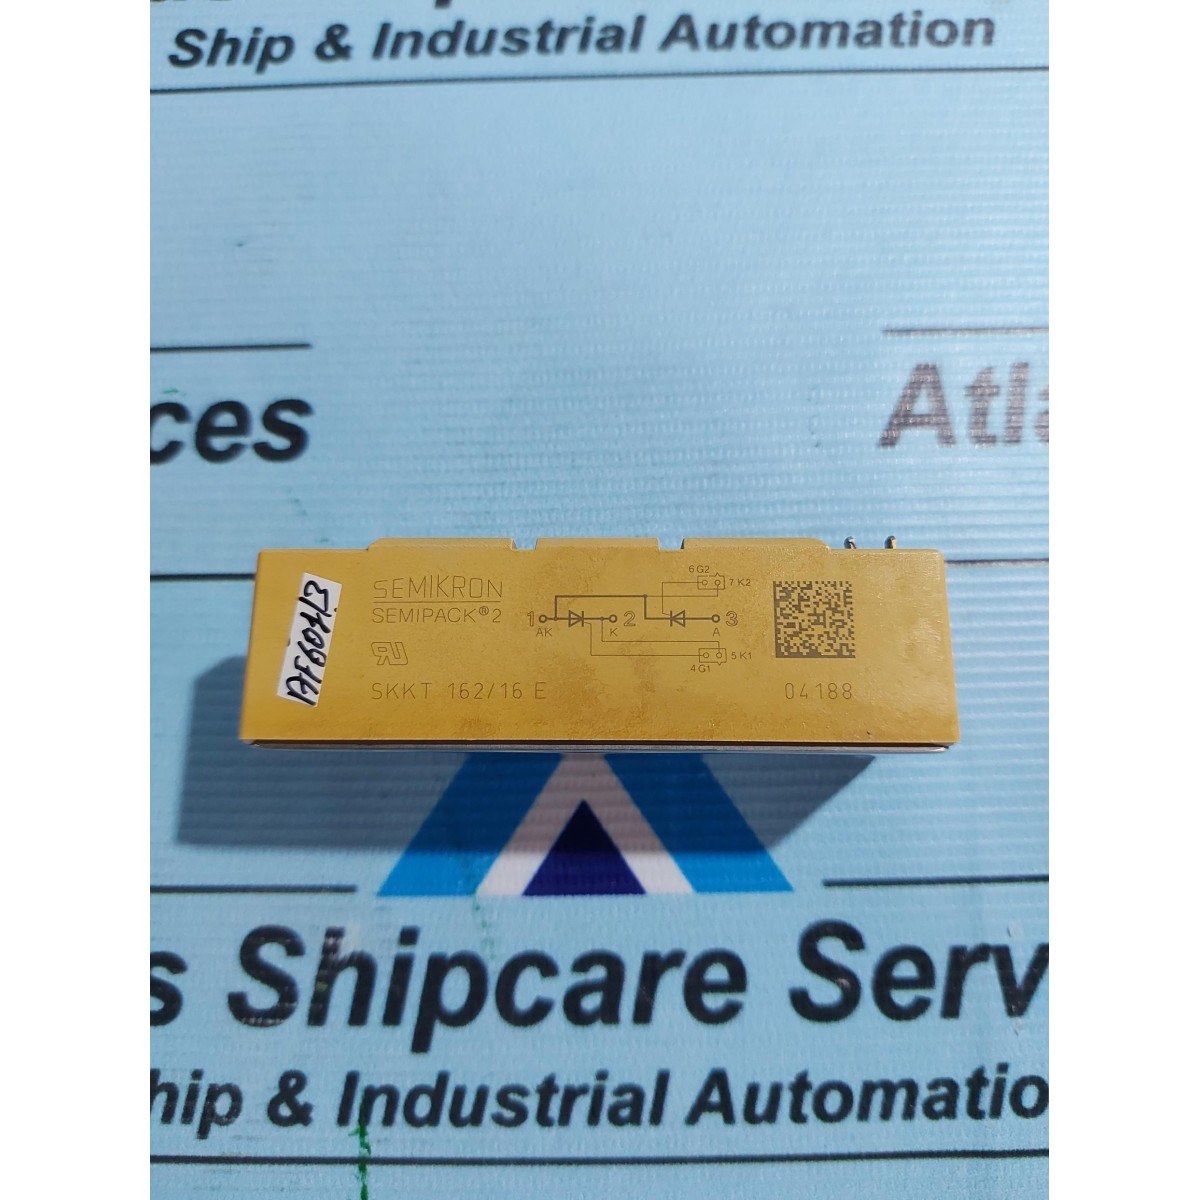 Ship & Industrial Automation
ces
Atla
SEMIKRON
SEMIPACK® 2
6 G2
7 K2
1
2
3
AK
K
A
5 K1
4 G1
SKKT 162/16 E
04188
s Shipcare Serv
hip & Industrial Automatio